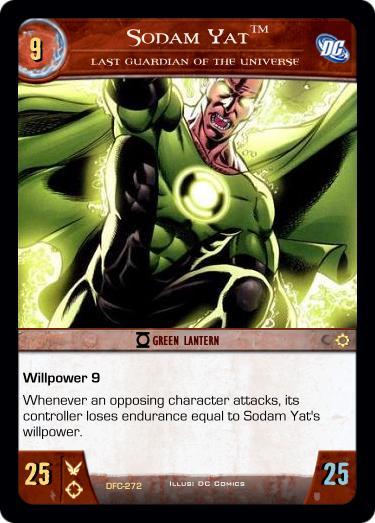 9
SODAM YAT™
DC
LAST GUARDIAN OF THE UNIVERSE
GREEN LANTERN
Willpower 9
Whenever an opposing character attacks, its
controller loses endurance equal to Sodam Yat's
willpower.
25
DFC-272
ILLUS: DC COMICS
25